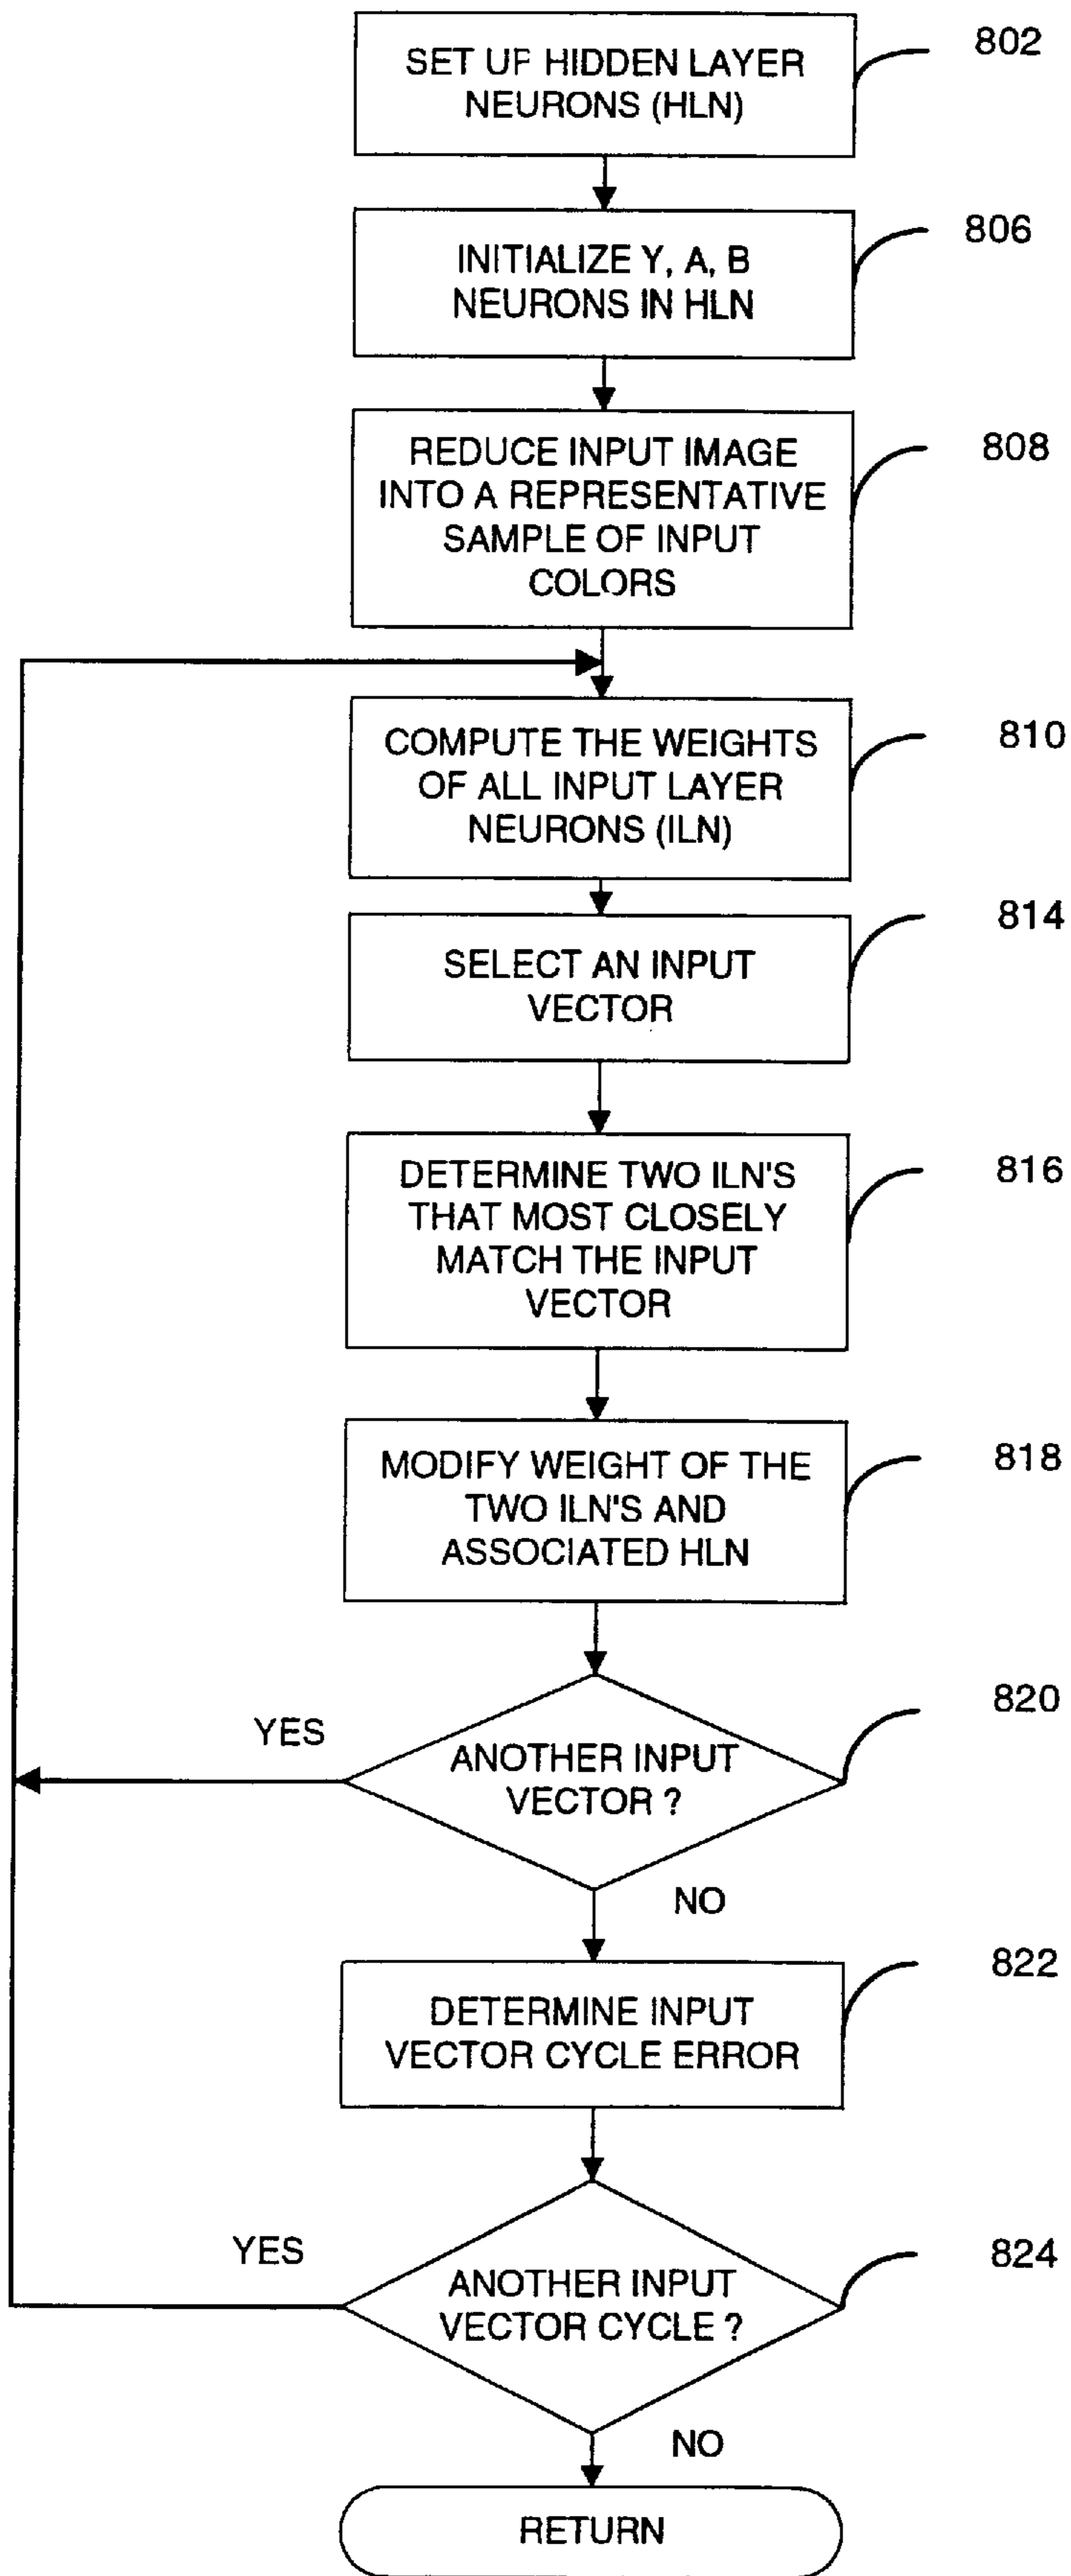 SET UP HIDDEN LAYER
NEURONS (HLN)
802
INITIALIZE Y, A, B
NEURONS IN HLN
806
REDUCE INPUT IMAGE
INTO A REPRESENTATIVE
SAMPLE OF INPUT
COLORS
808
COMPUTE THE WEIGHTS
OF ALL INPUT LAYER
NEURONS (ILN)
810
SELECT AN INPUT
VECTOR
814
DETERMINE TWO ILN'S
THAT MOST CLOSELY
MATCH THE INPUT
VECTOR
816
MODIFY WEIGHT OF THE
TWO ILN'S AND
ASSOCIATED HLN
818
YES
ANOTHER INPUT
VECTOR ?
820
NO
DETERMINE INPUT
VECTOR CYCLE ERROR
822
YES
ANOTHER INPUT
VECTOR CYCLE ?
824
NO
RETURN